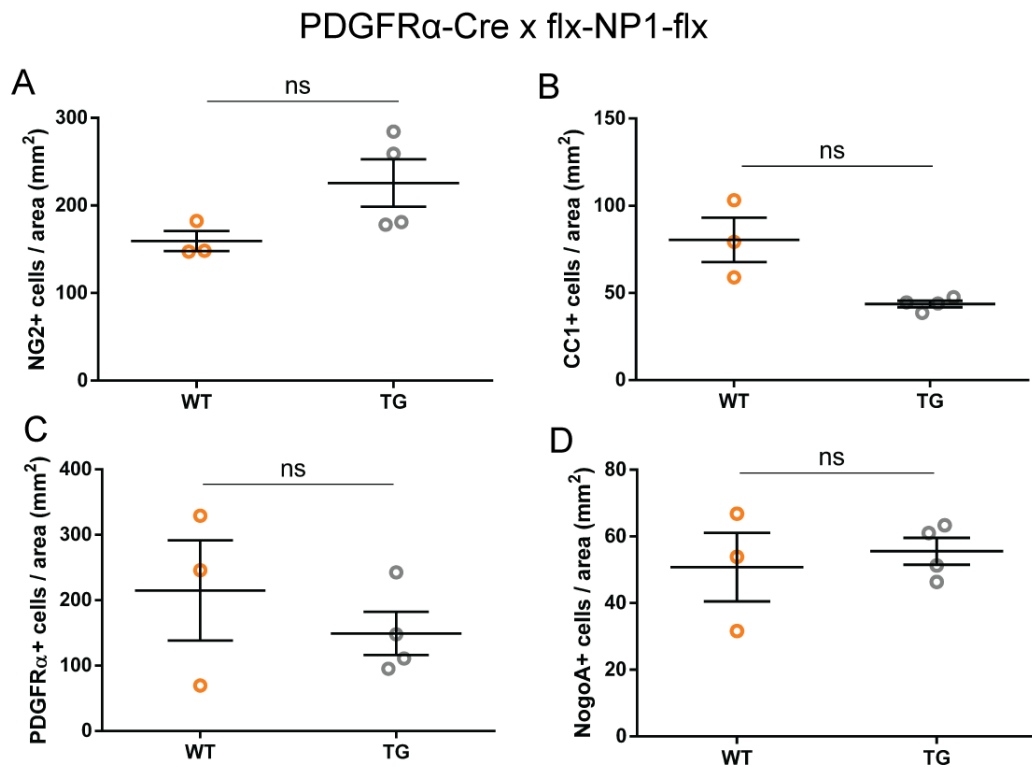 PDGFRα-Cre x flx-NP1-flx
A
ns
NG2+ cells / area (mm²)
300
200
100
0
WT
TG
B
ns
CC1+ cells / area (mm²)
150
100
50
0
WT
TG
C
ns
PDGFRα+ cells / area (mm²)
400
300
200
100
0
WT
TG
D
ns
NogoA+ cells / area (mm²)
80
60
40
20
0
WT
TG